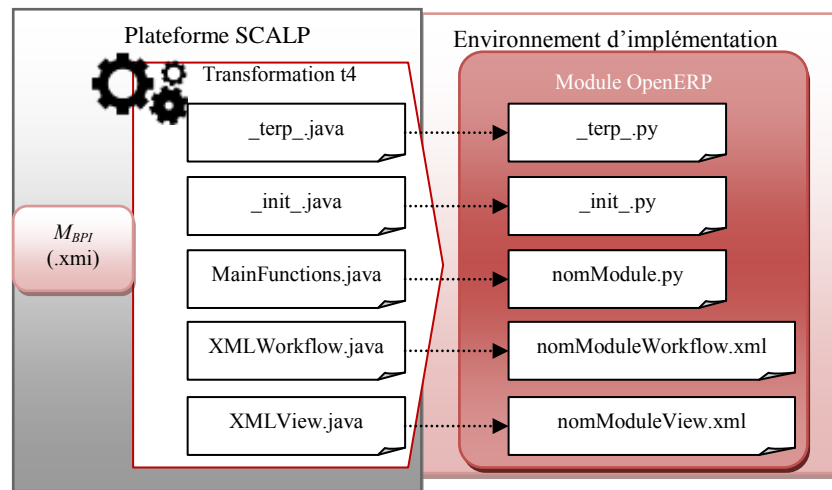 Plateforme SCALP
Environnement d’implémentation
Transformation t4
Module OpenERP
_terp_.java
_terp_.py
_init_.java
_init_.py
M_BPI
(.xmi)
MainFunctions.java
nomModule.py
XMLWorkflow.java
nomModuleWorkflow.xml
XMLView.java
nomModuleView.xml